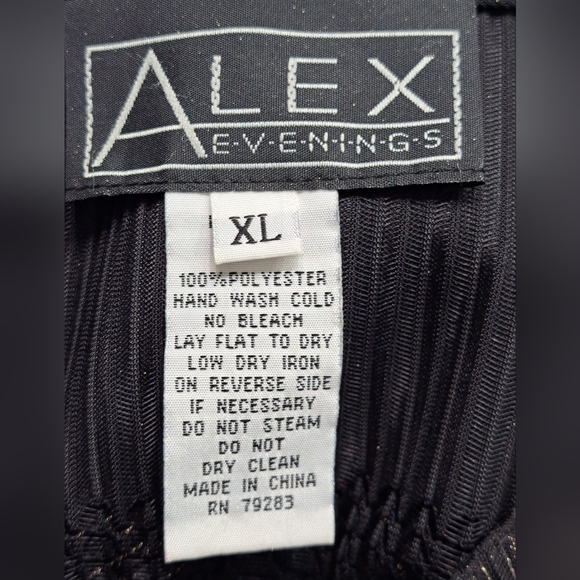 ALEX
E·V·E·N·I·N·G·S
XL
100%POLYESTER
HAND WASH COLD
NO BLEACH
LAY FLAT TO DRY
LOW DRY IRON
ON REVERSE SIDE
IF NECESSARY
DO NOT STEAM
DO NOT
DRY CLEAN
MADE IN CHINA
RN 79283